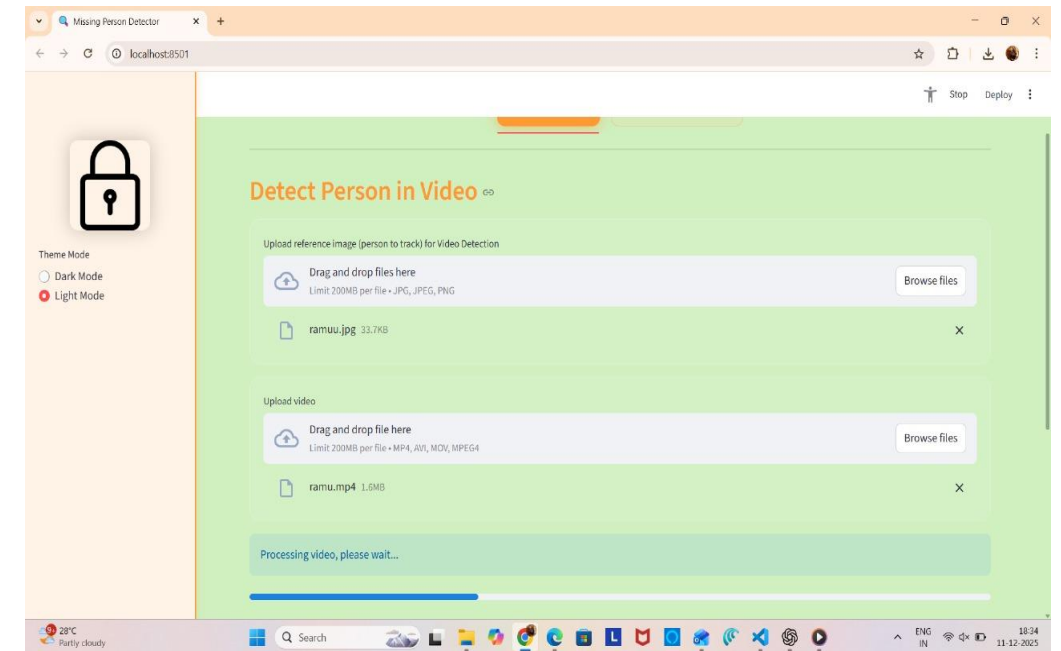 Missing Person Detector
localhost:8501
Stop Deploy
Detect Person in Video
Upload reference image (person to track) for Video Detection
Drag and drop files here
Limit 200MB per file • JPG, JPEG, PNG
Browse files
ramuu.jpg 33.7KB
Theme Mode
Dark Mode
Light Mode
Upload video
Drag and drop file here
Limit 200MB per file • MP4, AVI, MOV, MPEG4
Browse files
ramu.mp4 1.6MB
Processing video, please wait...
28°C
Partly cloudy
Search
ENG
IN
18:34
11-12-2025